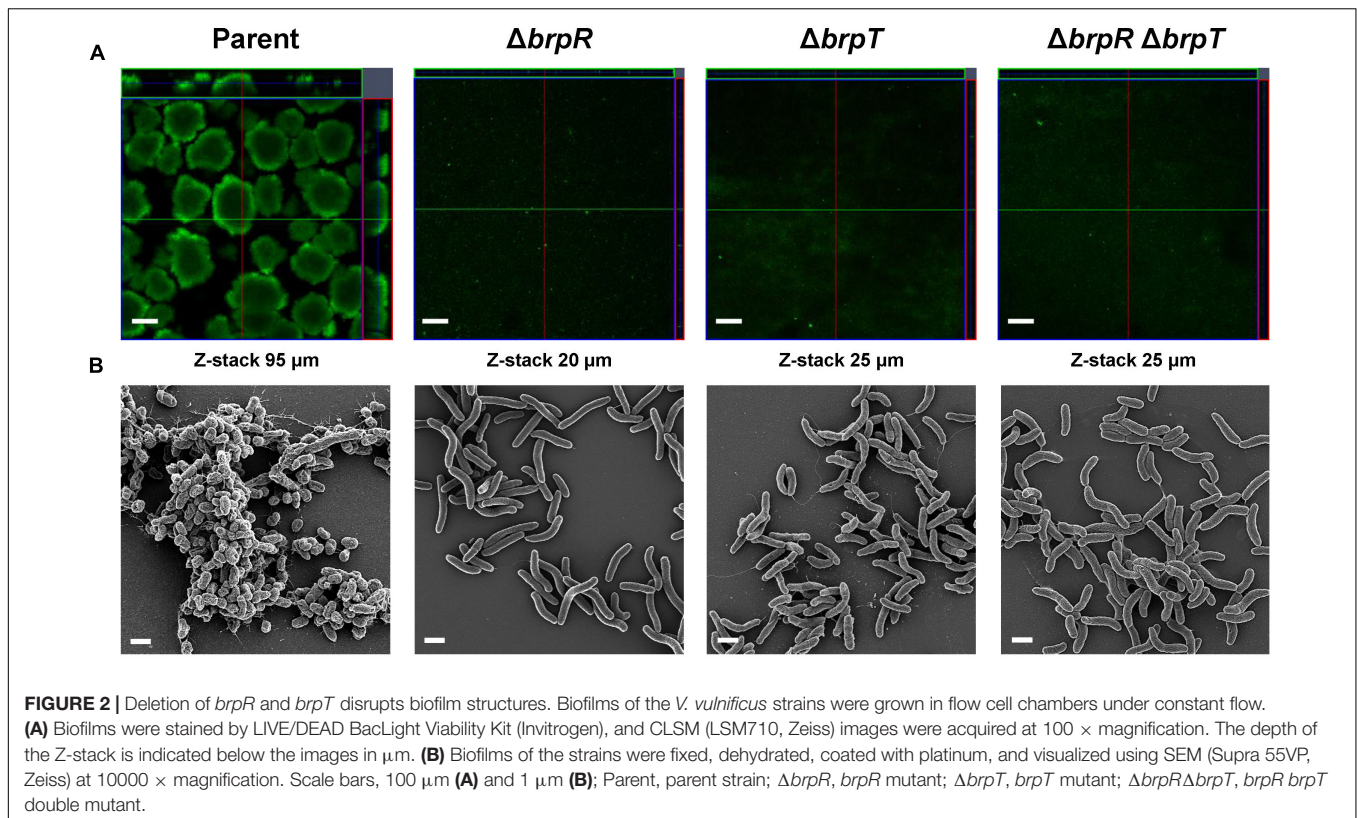 Parent ΔbrpR ΔbrpT ΔbrpR ΔbrpT
A
Z-stack 95 μm Z-stack 20 μm Z-stack 25 μm Z-stack 25 μm
B
FIGURE 2 | Deletion of brpR and brpT disrupts biofilm structures. Biofilms of the V. vulnificus strains were grown in flow cell chambers under constant flow.
(A) Biofilms were stained by LIVE/DEAD BacLight Viability Kit (Invitrogen), and CLSM (LSM710, Zeiss) images were acquired at 100 × magnification. The depth of
the Z-stack is indicated below the images in μm. (B) Biofilms of the strains were fixed, dehydrated, coated with platinum, and visualized using SEM (Supra 55VP,
Zeiss) at 10000 × magnification. Scale bars, 100 μm (A) and 1 μm (B); Parent, parent strain; ΔbrpR, brpR mutant; ΔbrpT, brpT mutant; ΔbrpRΔbrpT, brpR brpT
double mutant.